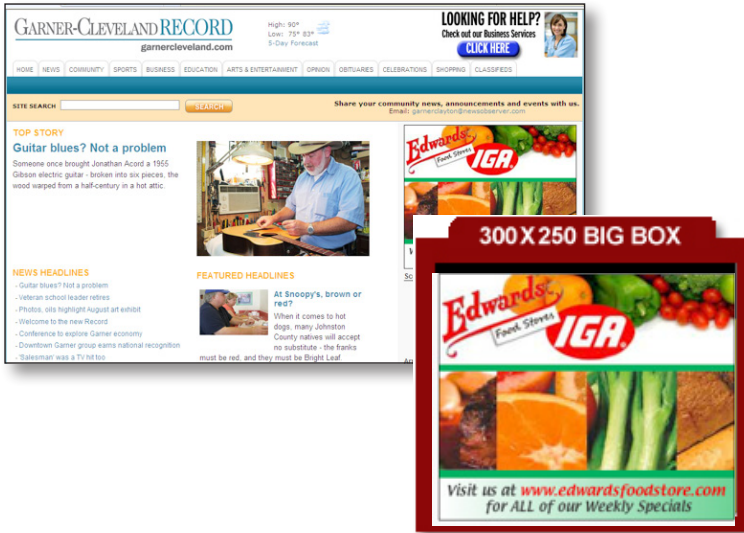 GARNER-CLEVELAND RECORD
garnercleveland.com
High: 90°
Low: 75° 83°
5-Day Forecast
LOOKING FOR HELP?
Check out our Business Services
CLICK HERE
HOME NEWS COMMUNITY SPORTS BUSINESS EDUCATION ARTS & ENTERTAINMENT OPINION OBITUARIES CELEBRATIONS SHOPPING CLASSIFIEDS
SITE SEARCH SEARCH
Share your community news, announcements and events with us.
Email: garnerclayton@newsobserver.com
TOP STORY
Guitar blues? Not a problem
Someone once brought Jonathan Acord a 1955
Gibson electric guitar - broken into six pieces, the
wood warped from a half-century in a hot attic.
Edwards
Food Stores
IGA.
NEWS HEADLINES
- Guitar blues? Not a problem
- Veteran school leader retires
- Photos, oils highlight August art exhibit
- Welcome to the new Record
- Conference to explore Garner economy
- Downtown Garner group earns national recognition
- 'Salesman' was a TV hit too
FEATURED HEADLINES
At Snoopy's, brown or
red?
When it comes to hot
dogs, many Johnston
County natives will accept
no substitute - the franks
must be red, and they must be Bright Leaf.
300X250 BIG BOX
Edwards
Food Stores
IGA.
Visit us at www.edwardsfoodstore.com
for ALL of our Weekly Specials